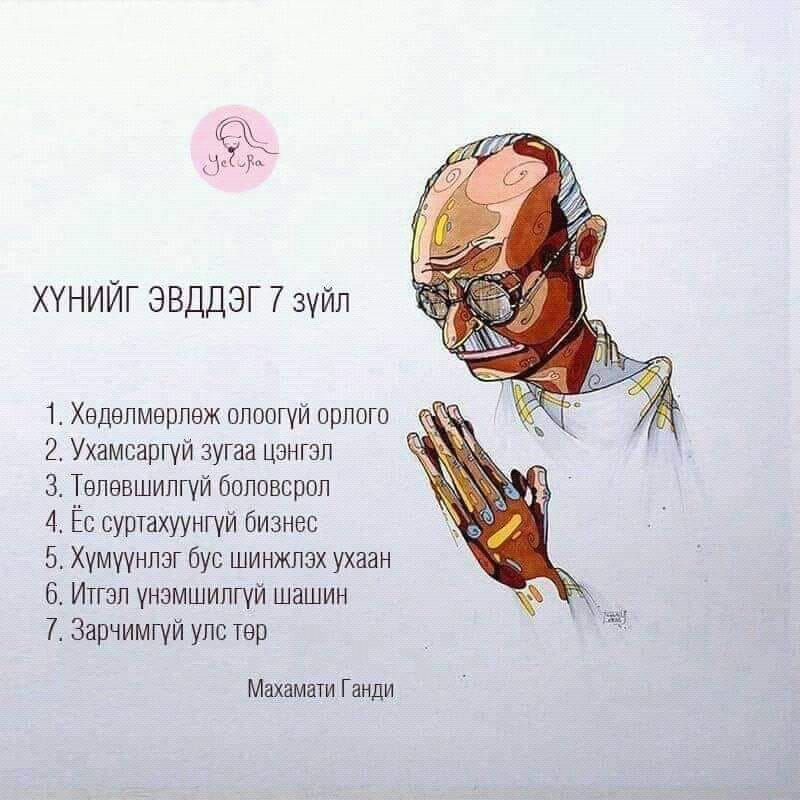 YeluRa
ХҮНИЙГ ЭВДДЭГ 7 зүйл
1. Хөдөлмөрлөж олоогүй орлого
2. Ухамсаргүй зугаа цэнгэл
3. Төлөвшилгүй боловсрол
4. Ёс суртахуунгүй бизнес
5. Хүмүүнлэг бус шинжлэх ухаан
6. Итгэл үнэмшилгүй шашин
7. Зарчимгүй улс төр
Махамати Ганди